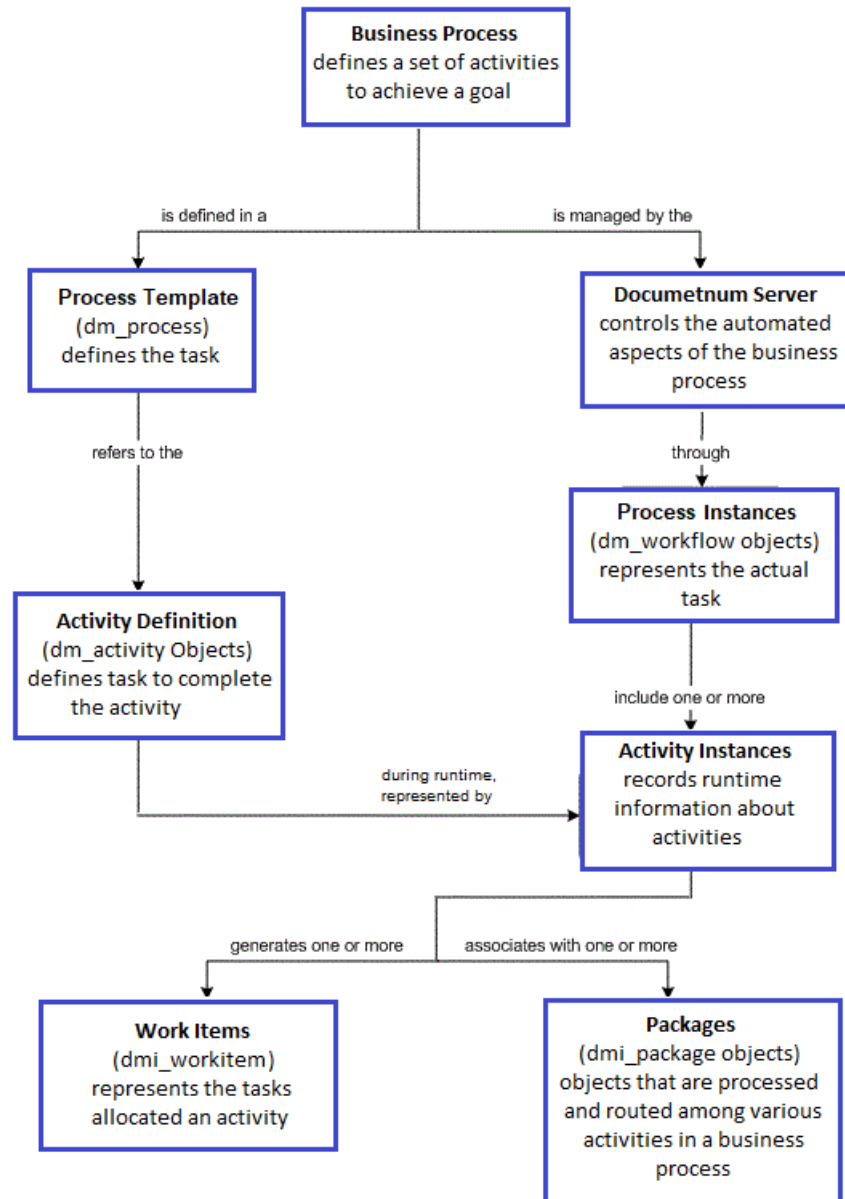 Business Process
defines a set of activities
to achieve a goal
is defined in a
is managed by the
Process Template
(dm_process)
defines the task
Documetnum Server
controls the automated
aspects of the business
process
refers to the
through
Process Instances
(dm_workflow objects)
represents the actual
task
Activity Definition
(dm_activity Objects)
defines task to complete
the activity
include one or more
during runtime,
represented by
Activity Instances
records runtime
information about
activities
generates one or more
associates with one or more
Work Items
(dmi_workitem)
represents the tasks
allocated an activity
Packages
(dmi_package objects)
objects that are processed
and routed among various
activities in a business
process